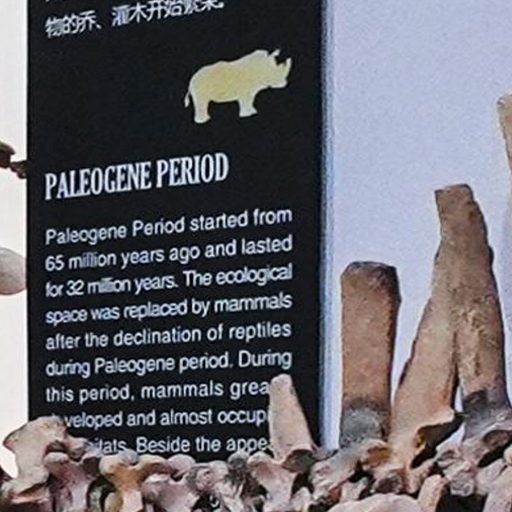 物的乔、灌木开始繁荣。
PALEOGENE PERIOD
Paleogene Period started from
65 million years ago and lasted
for 32 million years. The ecological
space was replaced by mammals
after the declination of reptiles
during Paleogene period. During
this period, mammals grea
veloped and almost occup
itats. Beside the appe